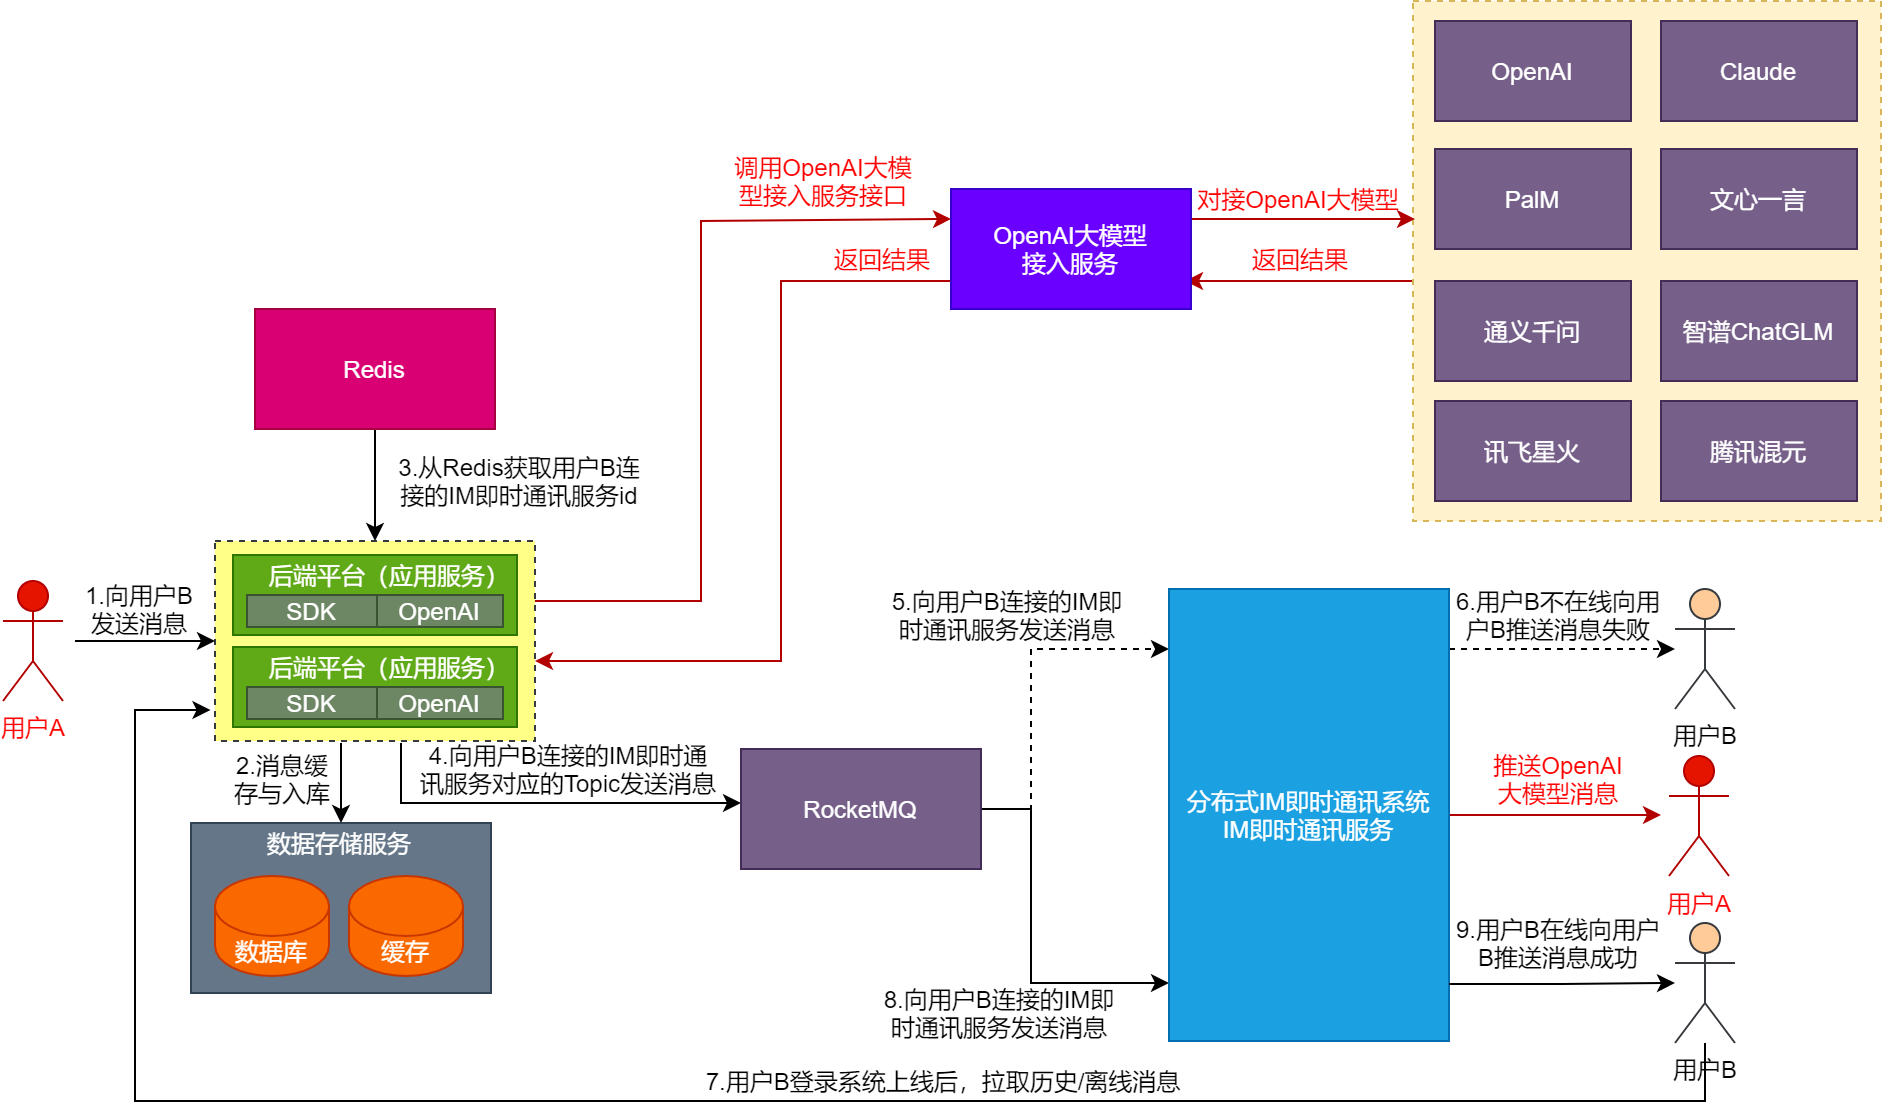 OpenAI
Claude
PalM
文心一言
通义千问
智谱ChatGLM
讯飞星火
腾讯混元
调用OpenAI大模
型接入服务接口
OpenAI大模型
接入服务
对接OpenAI大模型
返回结果
返回结果
Redis
3.从Redis获取用户B连
接的IM即时通讯服务id
用户A
1.向用户B
发送消息
后端平台（应用服务）
SDK
OpenAI
后端平台（应用服务）
SDK
OpenAI
2.消息缓
存与入库
数据存储服务
数据库
缓存
4.向用户B连接的IM即时通
讯服务对应的Topic发送消息
RocketMQ
5.向用户B连接的IM即
时通讯服务发送消息
8.向用户B连接的IM即
时通讯服务发送消息
分布式IM即时通讯系统
IM即时通讯服务
6.用户B不在线向用
户B推送消息失败
用户B
推送OpenAI
大模型消息
用户A
9.用户B在线向用户
B推送消息成功
用户B
7.用户B登录系统上线后，拉取历史/离线消息